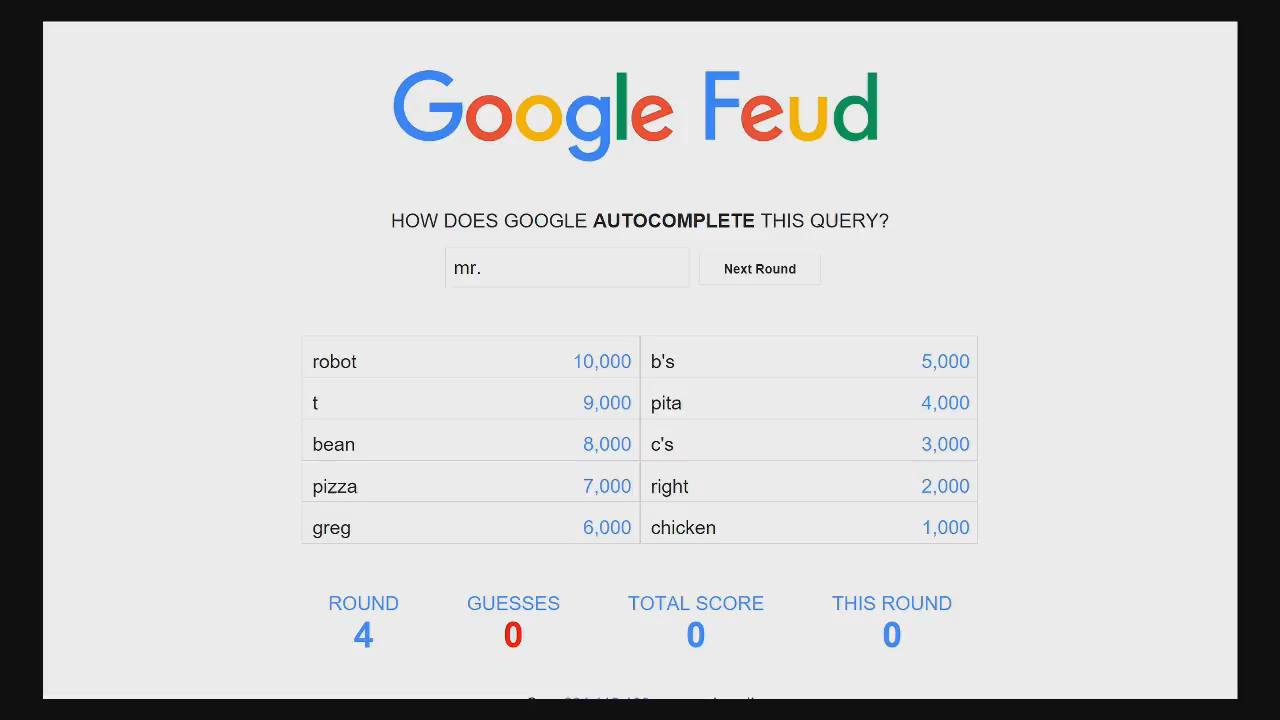 Google Feud
HOW DOES GOOGLE AUTOCOMPLETE THIS QUERY?
mr.
Next Round
robot 10,000
t 9,000
bean 8,000
pizza 7,000
greg 6,000
b's 5,000
pita 4,000
c's 3,000
right 2,000
chicken 1,000
ROUND GUESSES TOTAL SCORE THIS ROUND
4 0 0 0